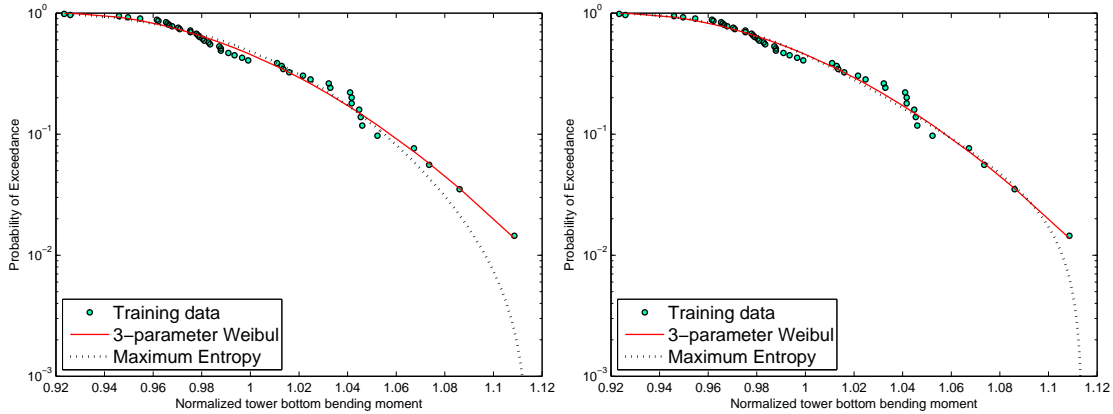 10^0
10^-1
10^-2
10^-3
Probability of Exceedance
Training data
3−parameter Weibul
Maximum Entropy
0.92 0.94 0.96 0.98 1 1.02 1.04 1.06 1.08 1.1 1.12
Normalized tower bottom bending moment
10^0
10^-1
10^-2
10^-3
Probability of Exceedance
Training data
3−parameter Weibul
Maximum Entropy
0.92 0.94 0.96 0.98 1 1.02 1.04 1.06 1.08 1.1 1.12
Normalized tower bottom bending moment